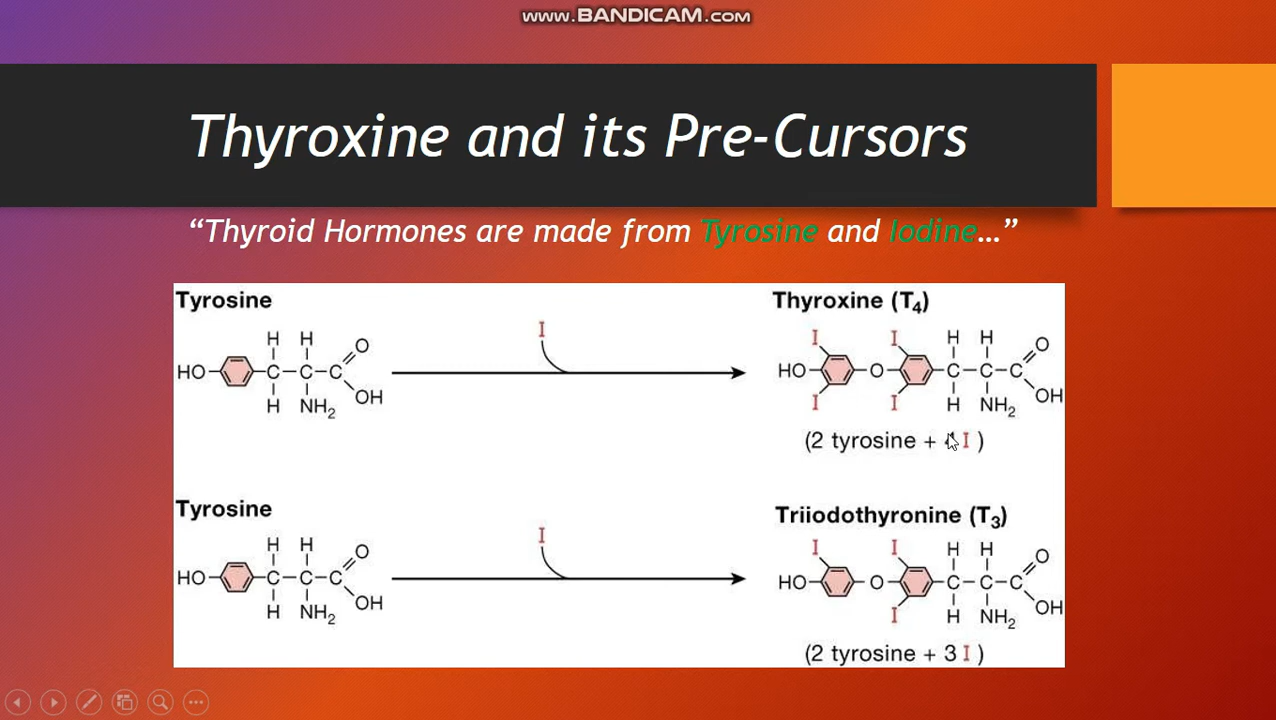 www.BANDICAM.com
Thyroxine and its Pre-Cursors
“Thyroid Hormones are made from Tyrosine and Iodine…”
Tyrosine
Thyroxine (T₄)
I
I I
H H O
HO C C C
H NH₂ OH
H H O
HO O C C C
I I H NH₂ OH
(2 tyrosine + I )
Tyrosine
Triiodothyronine (T₃)
I
I I
H H O
HO C C C
H NH₂ OH
H H O
HO O C C C
I H NH₂ OH
(2 tyrosine + 3 I )